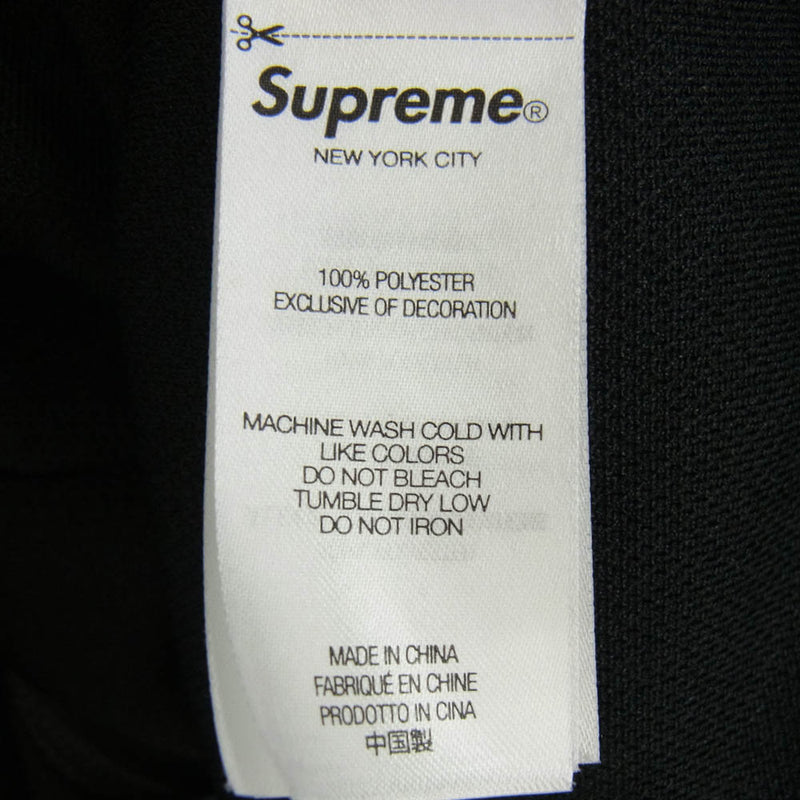 Supreme®
NEW YORK CITY
100% POLYESTER
EXCLUSIVE OF DECORATION
MACHINE WASH COLD WITH
LIKE COLORS
DO NOT BLEACH
TUMBLE DRY LOW
DO NOT IRON
MADE IN CHINA
FABRIQUÉ EN CHINE
PRODOTTO IN CINA
中国製